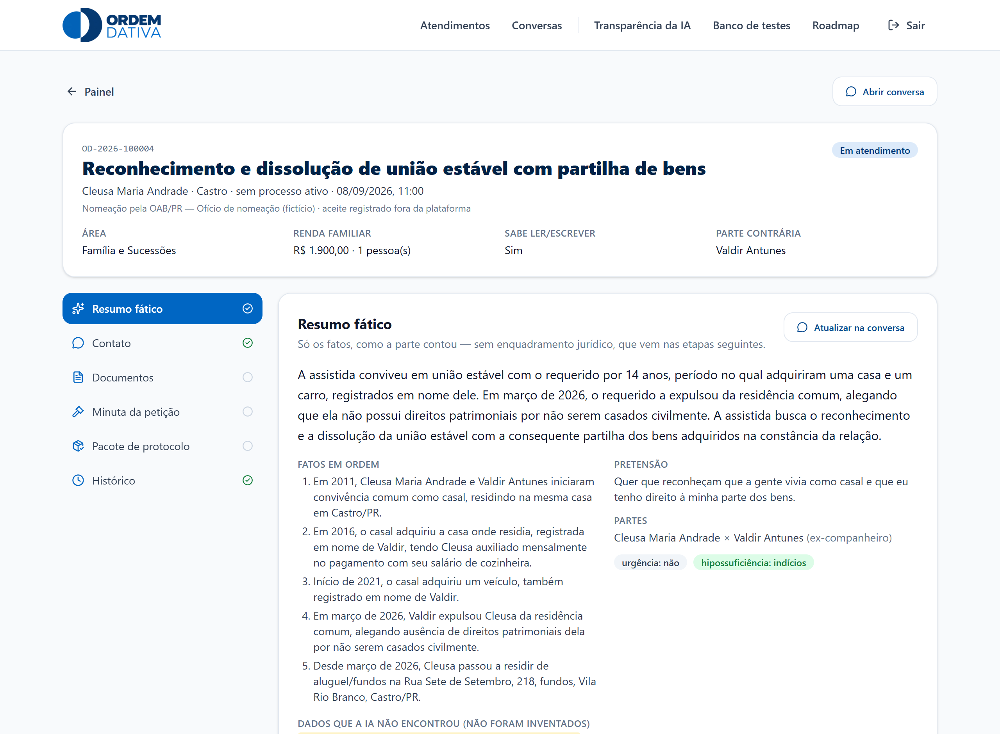 ORDEM
DATIVA
Atendimentos
Conversas
Transparência da IA
Banco de testes
Roadmap
Sair
Painel
Abrir conversa
OD-2026-100004
Em atendimento
Reconhecimento e dissolução de união estável com partilha de bens
Cleusa Maria Andrade · Castro · sem processo ativo · 08/09/2026, 11:00
Nomeação pela OAB/PR — Ofício de nomeação (fictício) · aceite registrado fora da plataforma
ÁREA
Família e Sucessões
RENDA FAMILIAR
R$ 1.900,00 · 1 pessoa(s)
SABE LER/ESCREVER
Sim
PARTE CONTRÁRIA
Valdir Antunes
Resumo fático
Contato
Documentos
Minuta da petição
Pacote de protocolo
Histórico
Resumo fático
Atualizar na conversa
Só os fatos, como a parte contou — sem enquadramento jurídico, que vem nas etapas seguintes.
A assistida conviveu em união estável com o requerido por 14 anos, período no qual adquiriram uma casa e um
carro, registrados em nome dele. Em março de 2026, o requerido a expulsou da residência comum, alegando
que ela não possui direitos patrimoniais por não serem casados civilmente. A assistida busca o reconhecimento
e a dissolução da união estável com a consequente partilha dos bens adquiridos na constância da relação.
FATOS EM ORDEM
1. Em 2011, Cleusa Maria Andrade e Valdir Antunes iniciaram
convivência comum como casal, residindo na mesma casa
em Castro/PR.
2. Em 2016, o casal adquiriu a casa onde residia, registrada
em nome de Valdir, tendo Cleusa auxiliado mensalmente
no pagamento com seu salário de cozinheira.
3. Início de 2021, o casal adquiriu um veículo, também
registrado em nome de Valdir.
4. Em março de 2026, Valdir expulsou Cleusa da residência
comum, alegando ausência de direitos patrimoniais dela
por não serem casados civilmente.
5. Desde março de 2026, Cleusa passou a residir de
aluguel/fundos na Rua Sete de Setembro, 218, fundos, Vila
Rio Branco, Castro/PR.
PRETENSÃO
Quer que reconheçam que a gente vivia como casal e que eu
tenho direito à minha parte dos bens.
PARTES
Cleusa Maria Andrade × Valdir Antunes (ex-companheiro)
urgência: não
hipossuficiência: indícios
DADOS QUE A IA NÃO ENCONTROU (NÃO FORAM INVENTADOS)